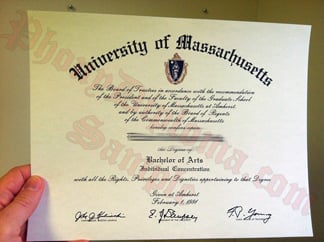 University of Massachusetts
The Board of Trustees in accordance with the recommendation
of the President and of the Faculty of the Graduate School
of the University of Massachusetts at Amherst,
and by authority of the Board of Regents
of the Commonwealth of Massachusetts
hereby confers upon
the Degree of
Bachelor of Arts
Individual Concentration
with all the Rights, Privileges and Dignities appertaining to that Degree
Given at Amherst
February 1, 1981